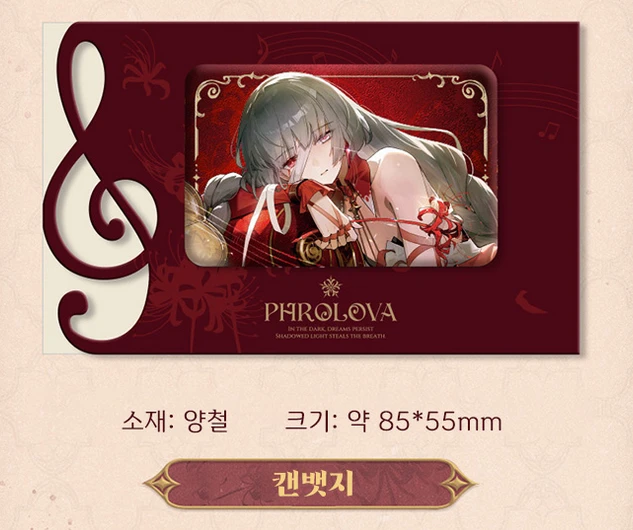 PHROLOVA
IN THE DARK, DREAMS PERSIST
SHADOWED LIGHT STEALS THE BREATH
소재: 양철 크기: 약 85*55mm
캔뱃지